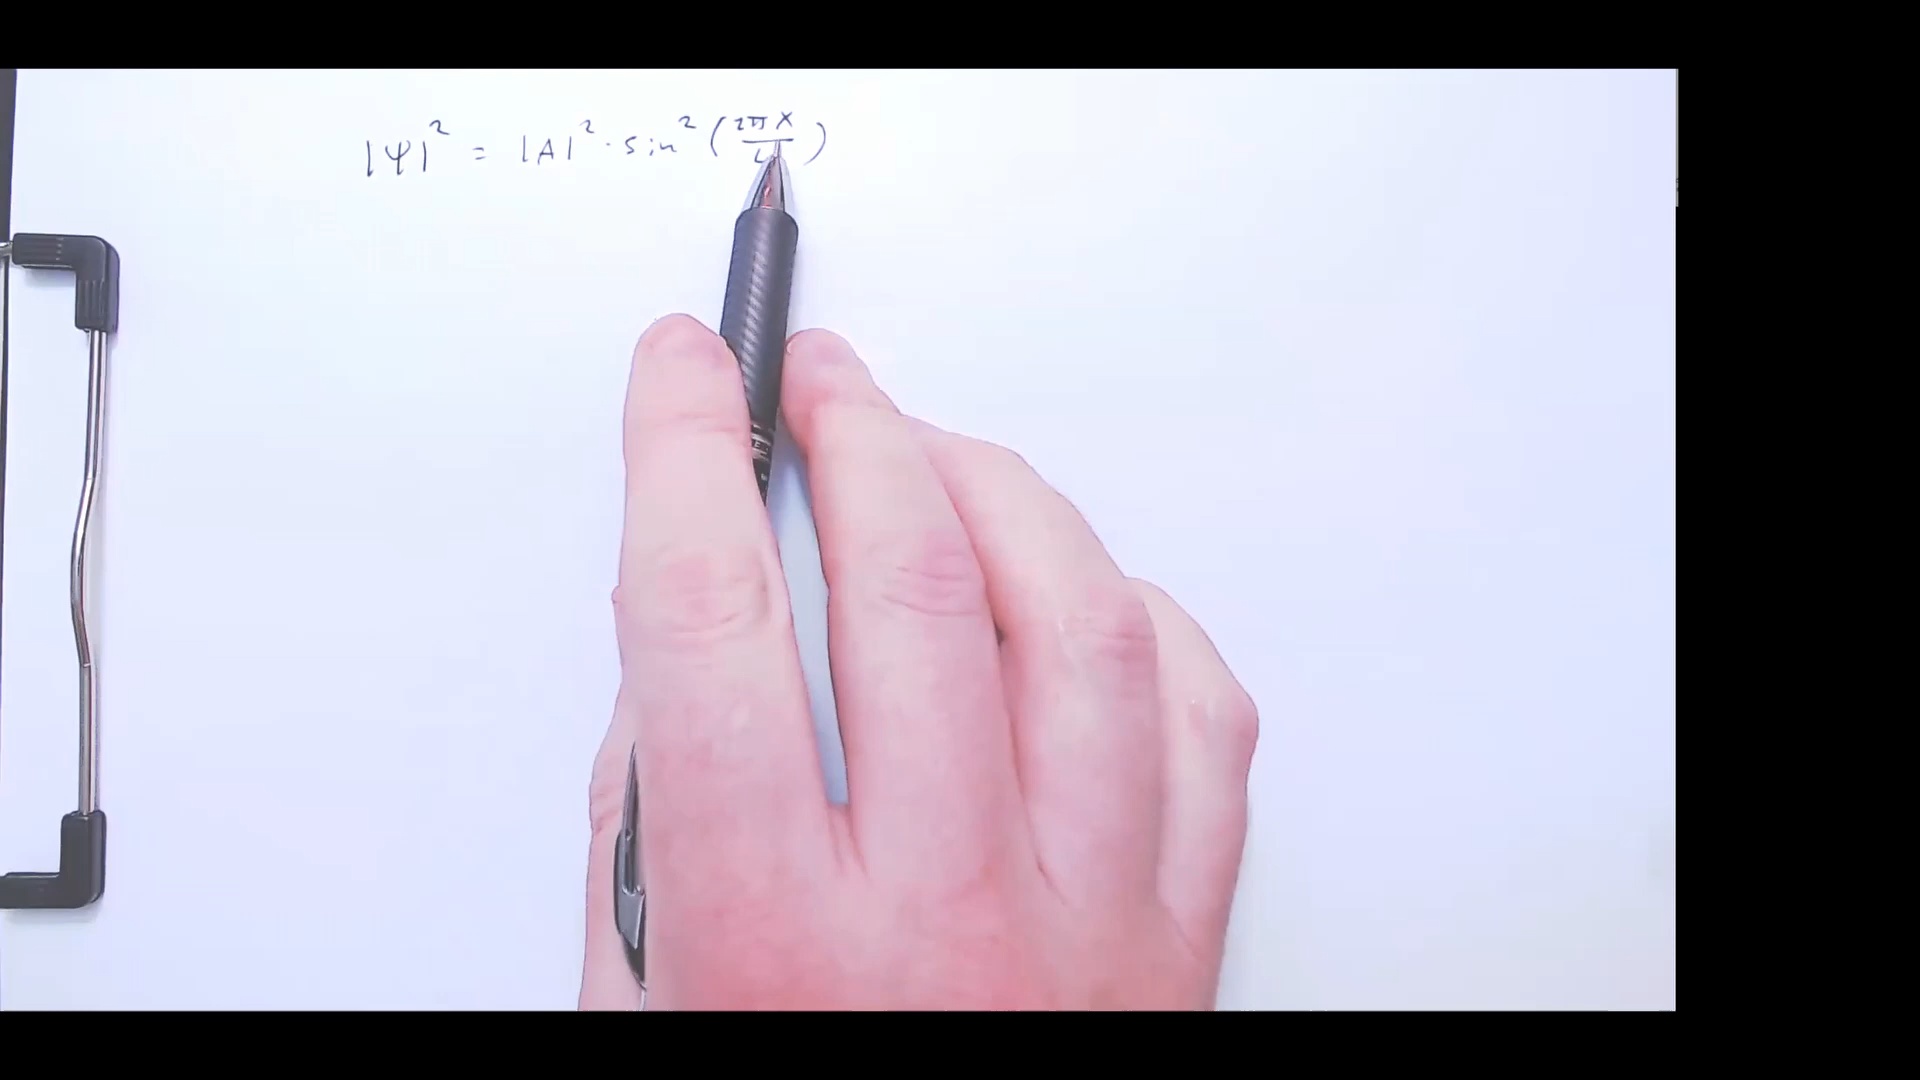 |ψ|² = |A|² · sin² (2πx/L)